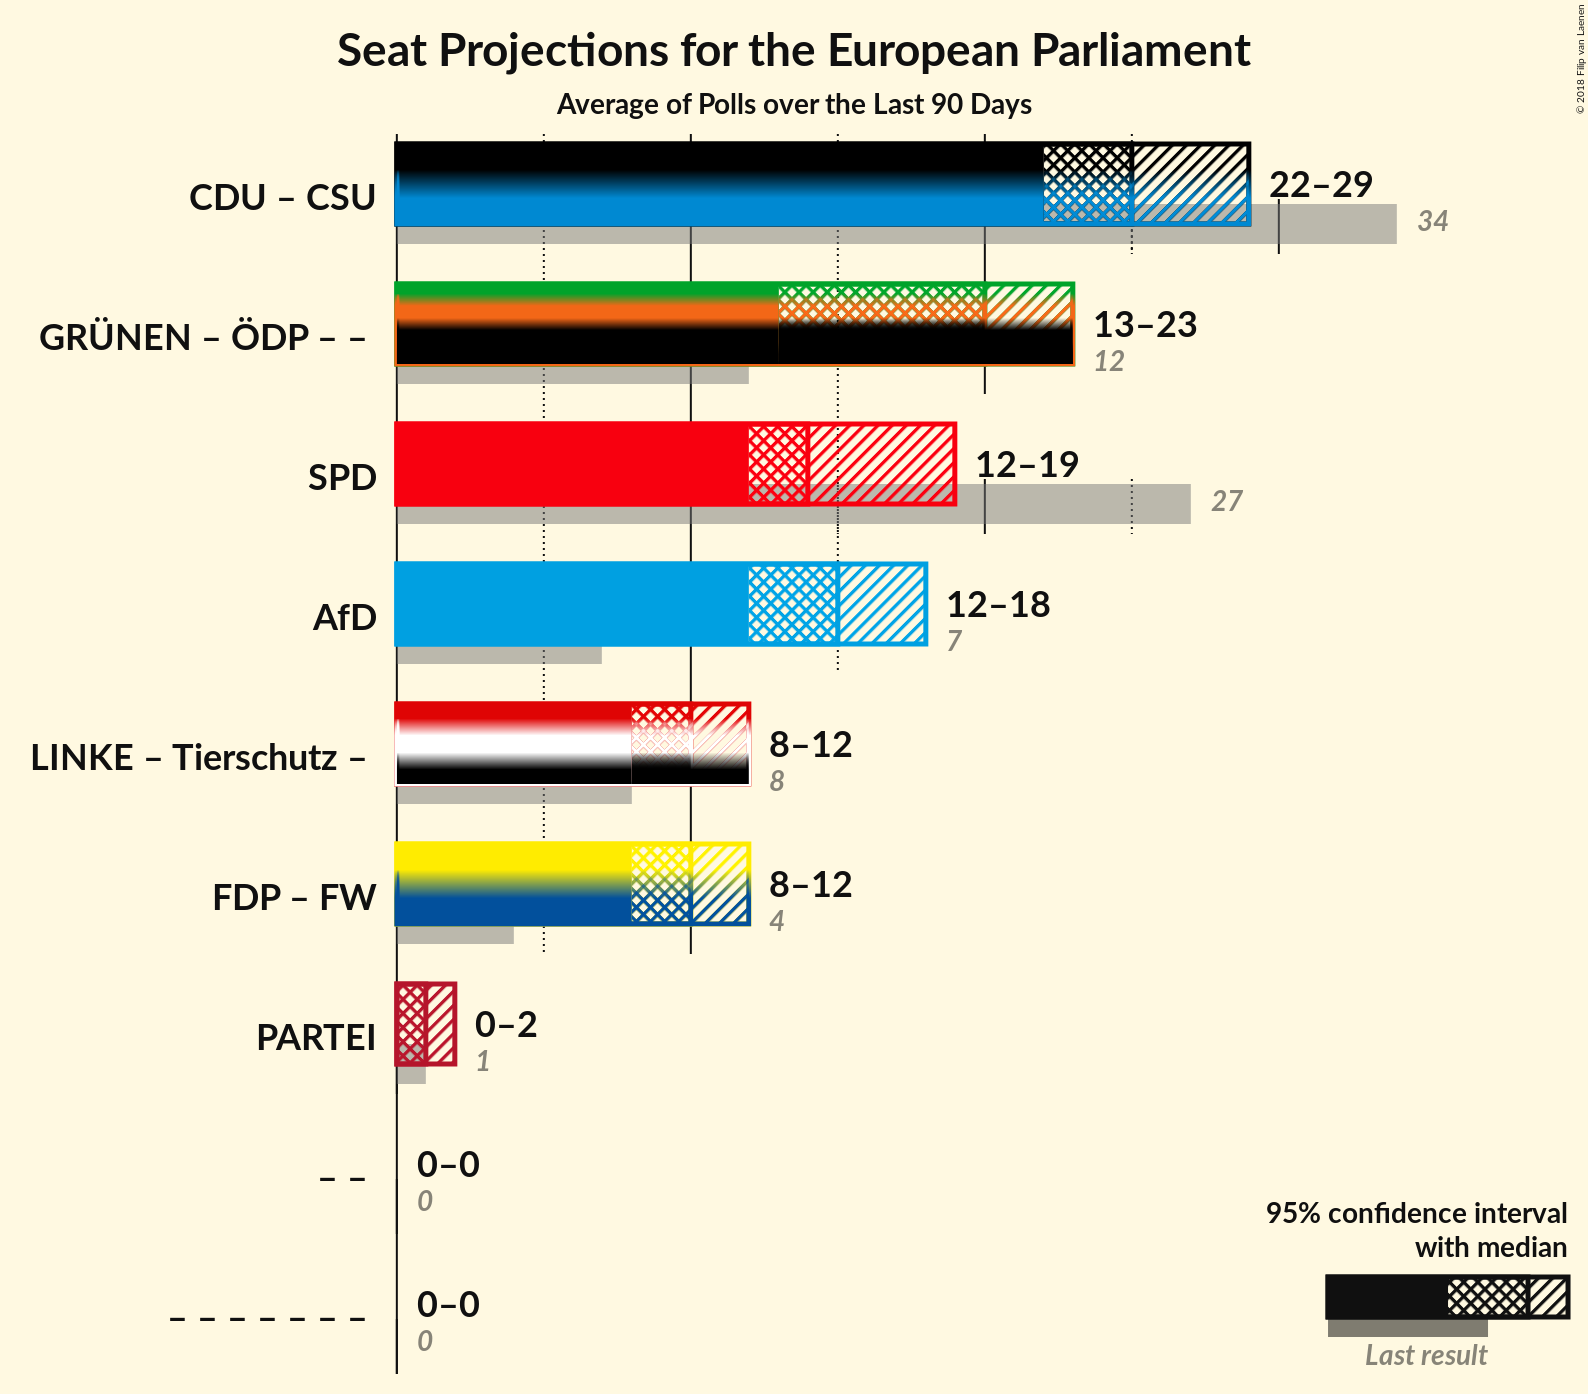 Seat Projections for the European Parliament
Average of Polls over the Last 90 Days
© 2018 Filip van Laenen
CDU – CSU
22–29
34
GRÜNEN – ÖDP – –
13–23
12
SPD
12–19
27
AfD
12–18
7
LINKE – Tierschutz –
8–12
8
FDP – FW
8–12
4
PARTEI
0–2
1
– –
0–0
0
– – – – – – –
0–0
0
95% confidence interval
with median
Last result